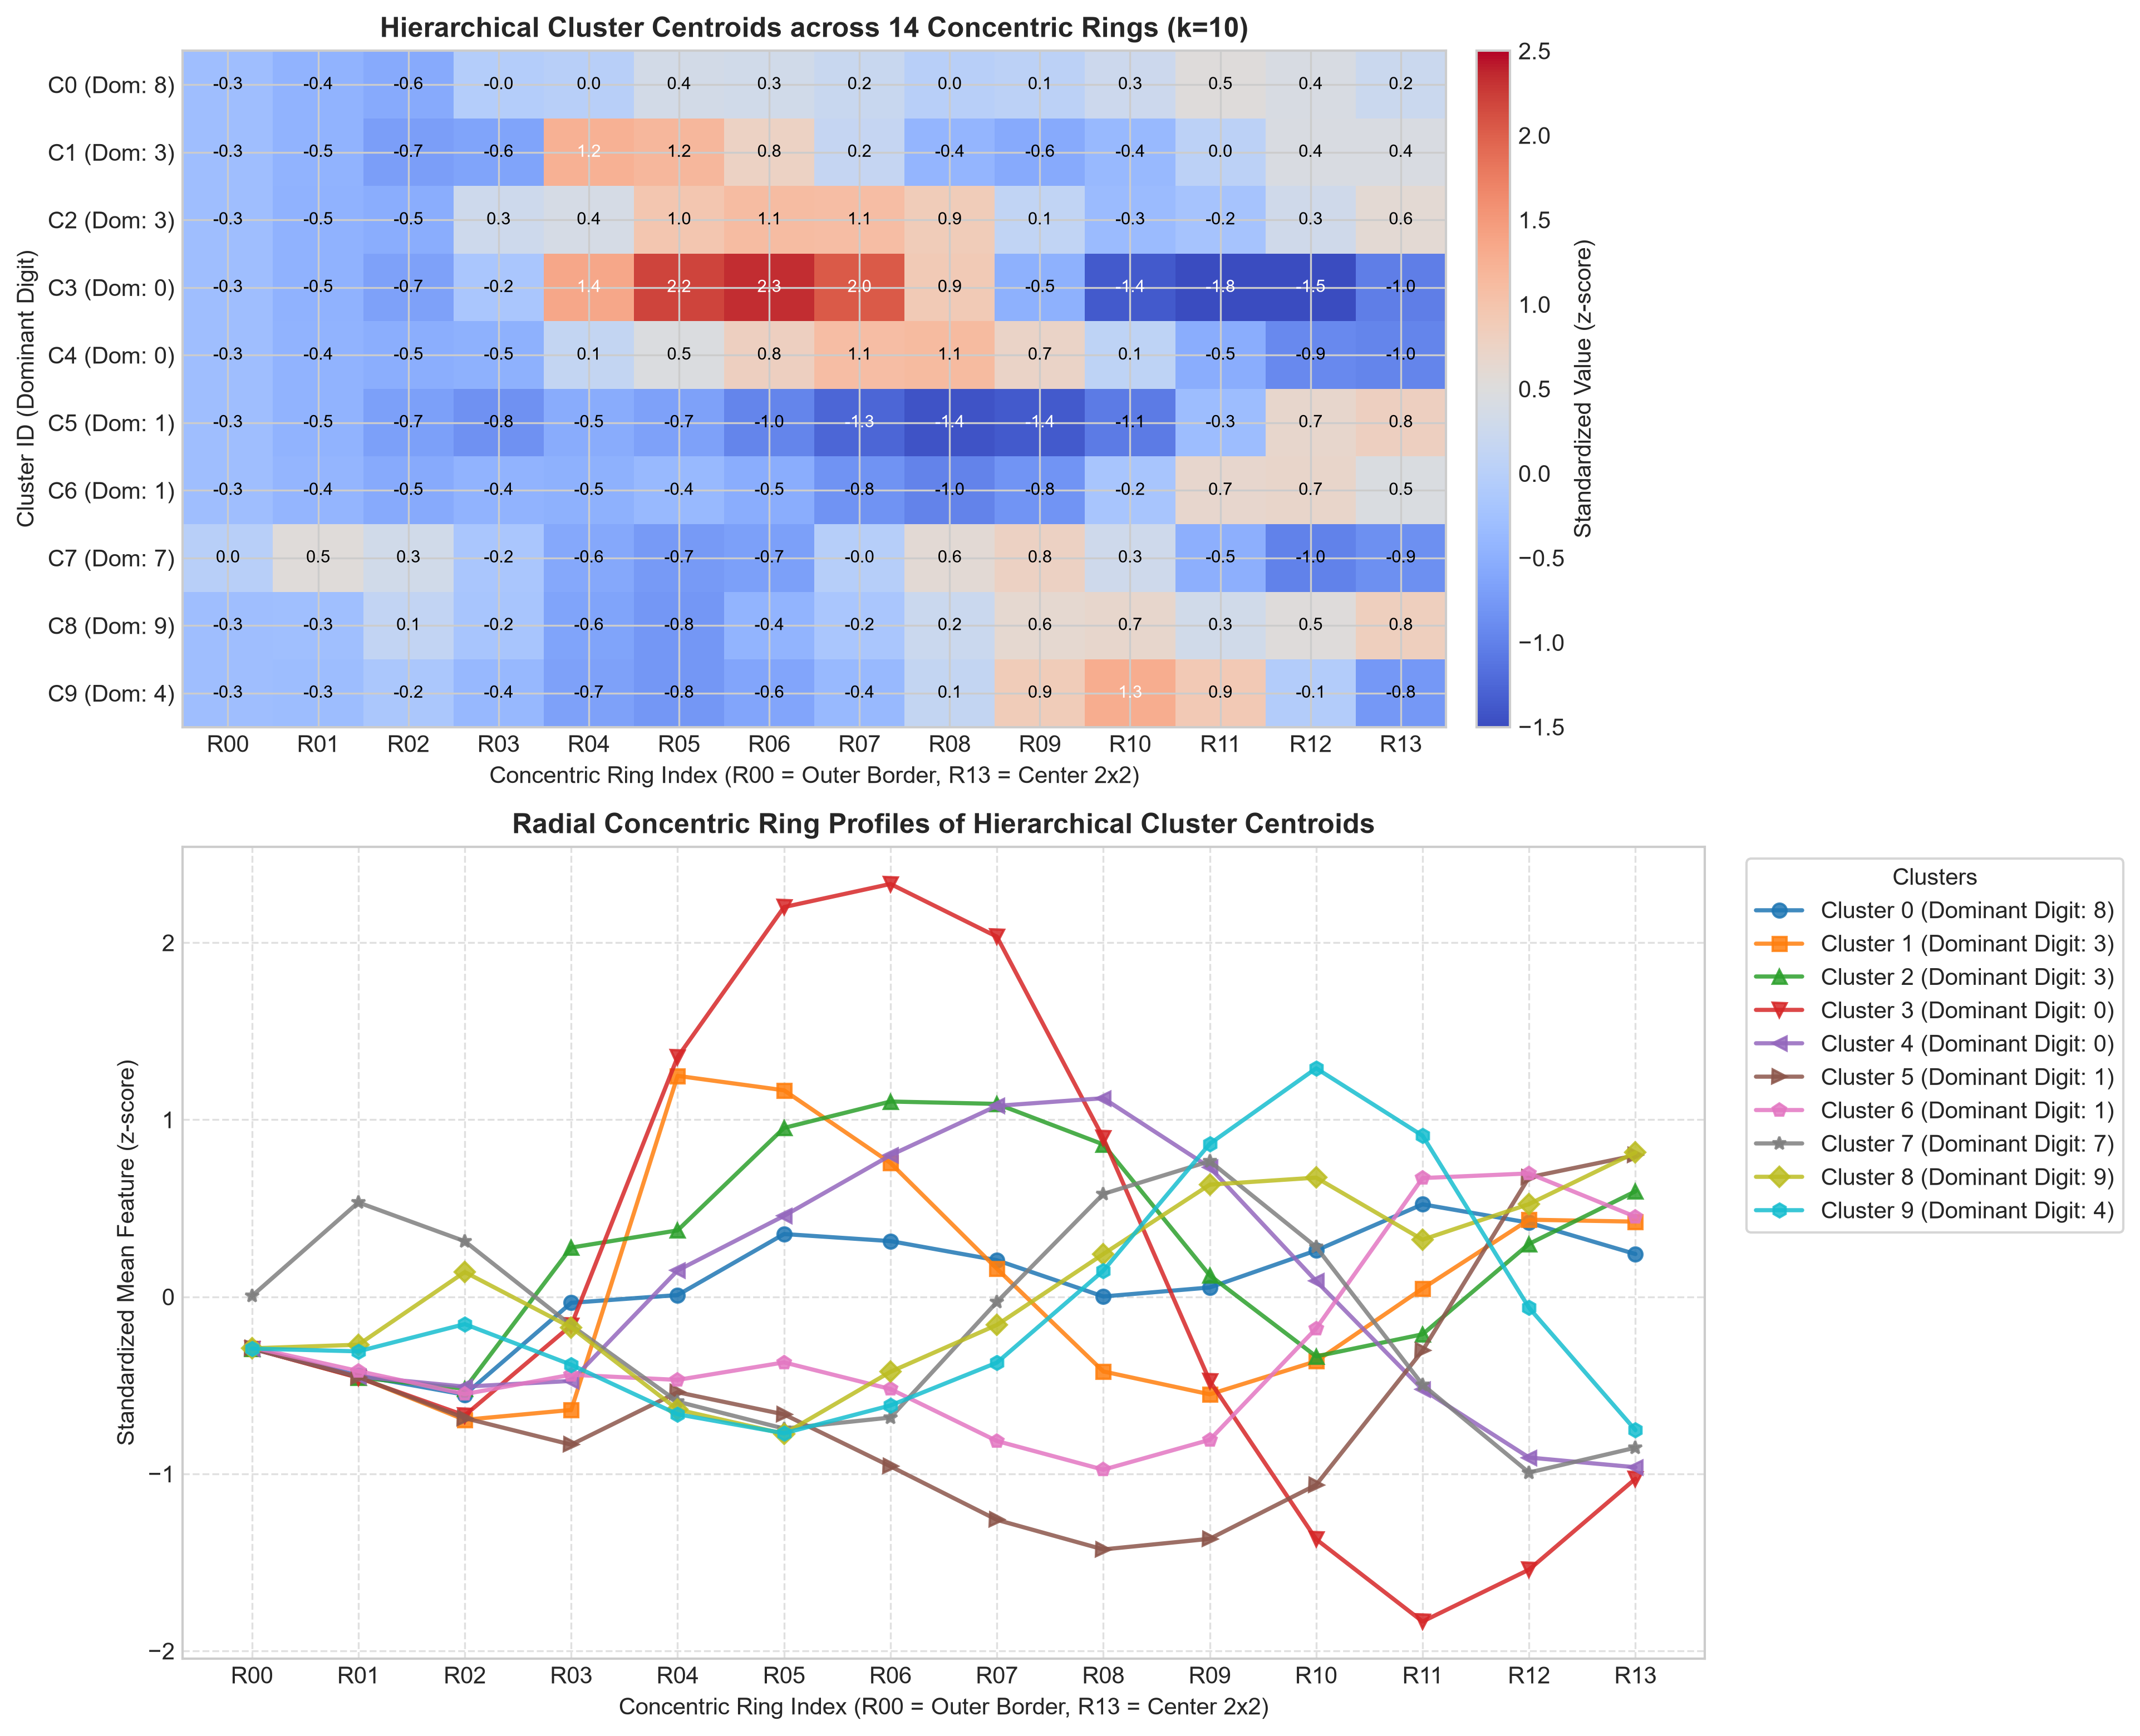 Hierarchical Cluster Centroids across 14 Concentric Rings (k=10)
Cluster ID (Dominant Digit)
C0 (Dom: 8) -0.3 -0.4 -0.6 -0.0 0.0 0.4 0.3 0.2 0.0 0.1 0.3 0.5 0.4 0.2
C1 (Dom: 3) -0.3 -0.5 -0.7 -0.6 1.2 1.2 0.8 0.2 -0.4 -0.6 -0.4 0.0 0.4 0.4
C2 (Dom: 3) -0.3 -0.5 -0.5 0.3 0.4 1.0 1.1 1.1 0.9 0.1 -0.3 -0.2 0.3 0.6
C3 (Dom: 0) -0.3 -0.5 -0.7 -0.2 1.4 2.2 2.3 2.0 0.9 -0.5 -1.4 -1.8 -1.5 -1.0
C4 (Dom: 0) -0.3 -0.4 -0.5 -0.5 0.1 0.5 0.8 1.1 1.1 0.7 0.1 -0.5 -0.9 -1.0
C5 (Dom: 1) -0.3 -0.5 -0.7 -0.8 -0.5 -0.7 -1.0 -1.3 -1.4 -1.4 -1.1 -0.3 0.7 0.8
C6 (Dom: 1) -0.3 -0.4 -0.5 -0.4 -0.5 -0.4 -0.5 -0.8 -1.0 -0.8 -0.2 0.7 0.7 0.5
C7 (Dom: 7) 0.0 0.5 0.3 -0.2 -0.6 -0.7 -0.7 -0.0 0.6 0.8 0.3 -0.5 -1.0 -0.9
C8 (Dom: 9) -0.3 -0.3 0.1 -0.2 -0.6 -0.8 -0.4 -0.2 0.2 0.6 0.7 0.3 0.5 0.8
C9 (Dom: 4) -0.3 -0.3 -0.2 -0.4 -0.7 -0.8 -0.6 -0.4 0.1 0.9 1.3 0.9 -0.1 -0.8
R00 R01 R02 R03 R04 R05 R06 R07 R08 R09 R10 R11 R12 R13
Concentric Ring Index (R00 = Outer Border, R13 = Center 2x2)
2.5
2.0
1.5
1.0
0.5
0.0
−0.5
−1.0
−1.5
Standardized Value (z-score)
Radial Concentric Ring Profiles of Hierarchical Cluster Centroids
Standardized Mean Feature (z-score)
2
1
0
−1
−2
R00 R01 R02 R03 R04 R05 R06 R07 R08 R09 R10 R11 R12 R13
Concentric Ring Index (R00 = Outer Border, R13 = Center 2x2)
Clusters
Cluster 0 (Dominant Digit: 8)
Cluster 1 (Dominant Digit: 3)
Cluster 2 (Dominant Digit: 3)
Cluster 3 (Dominant Digit: 0)
Cluster 4 (Dominant Digit: 0)
Cluster 5 (Dominant Digit: 1)
Cluster 6 (Dominant Digit: 1)
Cluster 7 (Dominant Digit: 7)
Cluster 8 (Dominant Digit: 9)
Cluster 9 (Dominant Digit: 4)